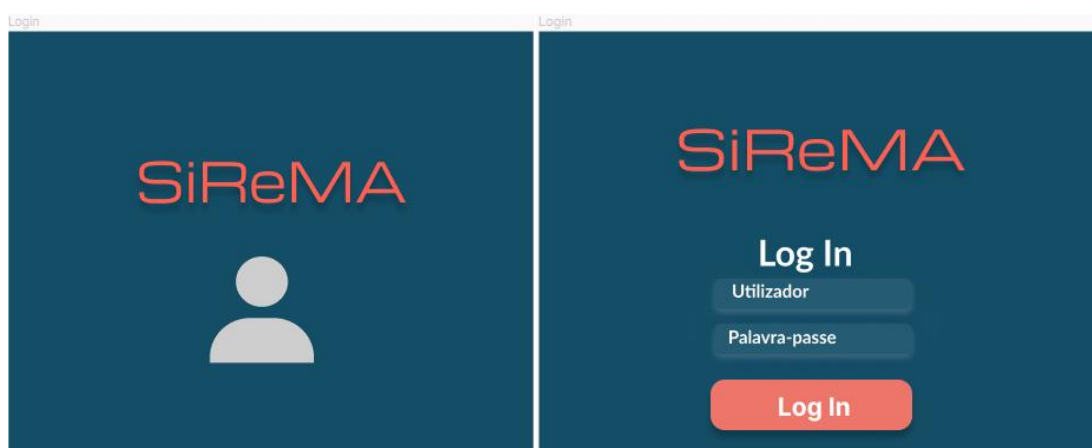 Login
SiReMA
Login
SiReMA
Log In
Utilizador
Palavra-passe
Log In